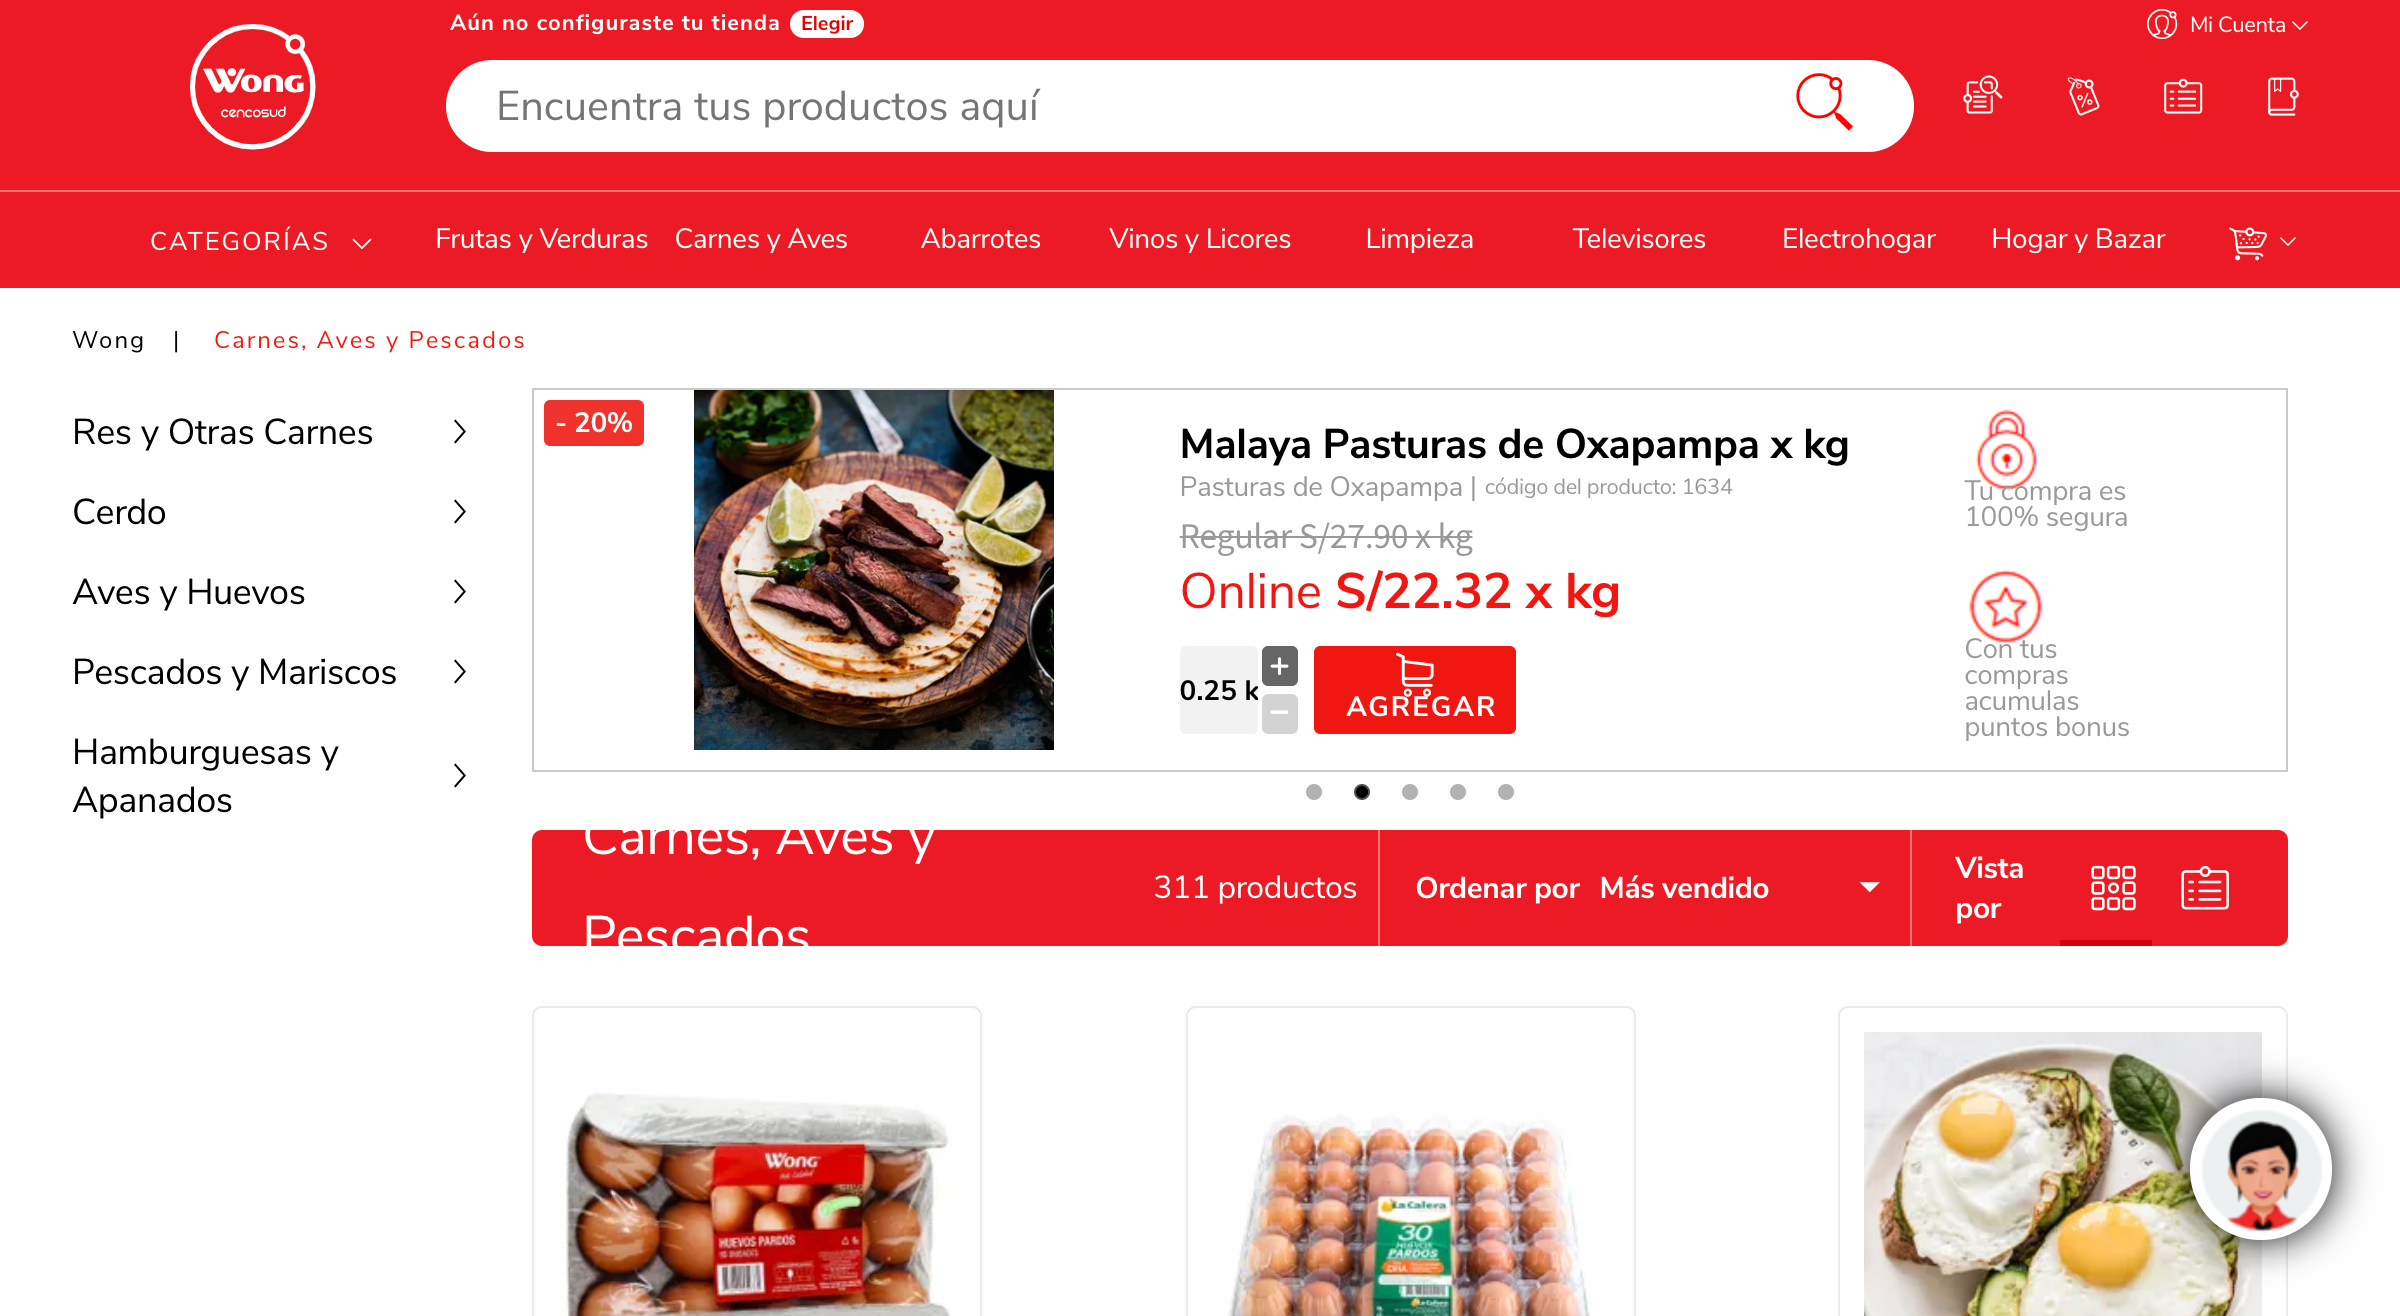 Aún no configuraste tu tienda Elegir
Mi Cuenta
Wong
cencosud
Encuentra tus productos aquí
CATEGORÍAS
Frutas y Verduras
Carnes y Aves
Abarrotes
Vinos y Licores
Limpieza
Televisores
Electrohogar
Hogar y Bazar
Wong | Carnes, Aves y Pescados
Res y Otras Carnes
Cerdo
Aves y Huevos
Pescados y Mariscos
Hamburguesas y
Apanados
- 20%
Malaya Pasturas de Oxapampa x kg
Pasturas de Oxapampa | código del producto: 1634
Regular S/27.90 x kg
Online S/22.32 x kg
0.25 k
+
−
AGREGAR
Tu compra es
100% segura
Con tus
compras
acumulas
puntos bonus
Carnes, Aves y
Pescados
311 productos
Ordenar por Más vendido
Vista
por
Wong
HUEVOS PARDOS
La Calera
30
HUEVOS
PARDOS
La Calera